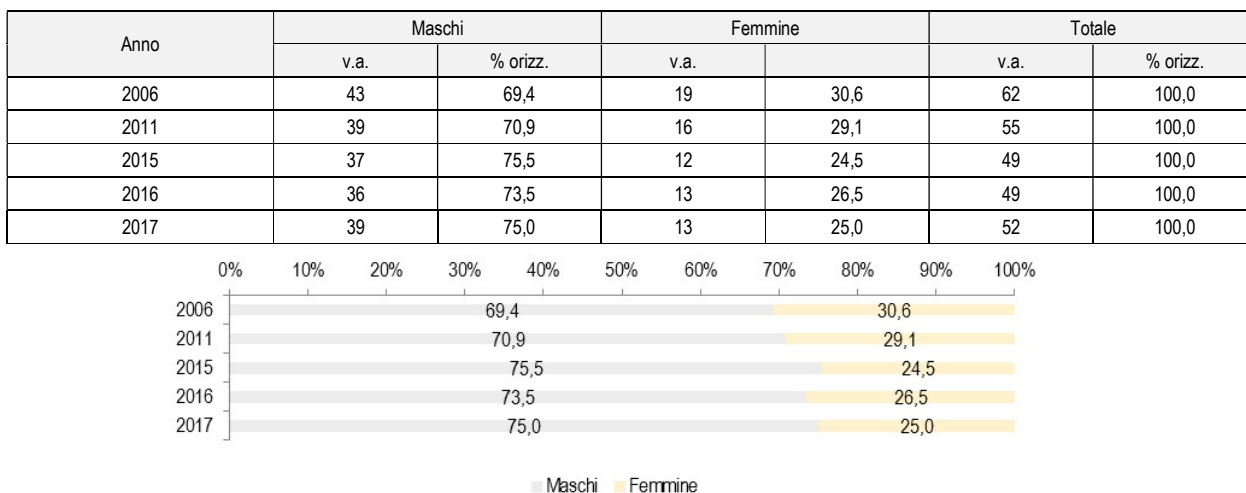 Anno Maschi Femmine Totale
v.a. % orizz. v.a. v.a. % orizz.
2006 43 69,4 19 30,6 62 100,0
2011 39 70,9 16 29,1 55 100,0
2015 37 75,5 12 24,5 49 100,0
2016 36 73,5 13 26,5 49 100,0
2017 39 75,0 13 25,0 52 100,0
0% 10% 20% 30% 40% 50% 60% 70% 80% 90% 100%
2006 69,4 30,6
2011 70,9 29,1
2015 75,5 24,5
2016 73,5 26,5
2017 75,0 25,0
Maschi Femmine